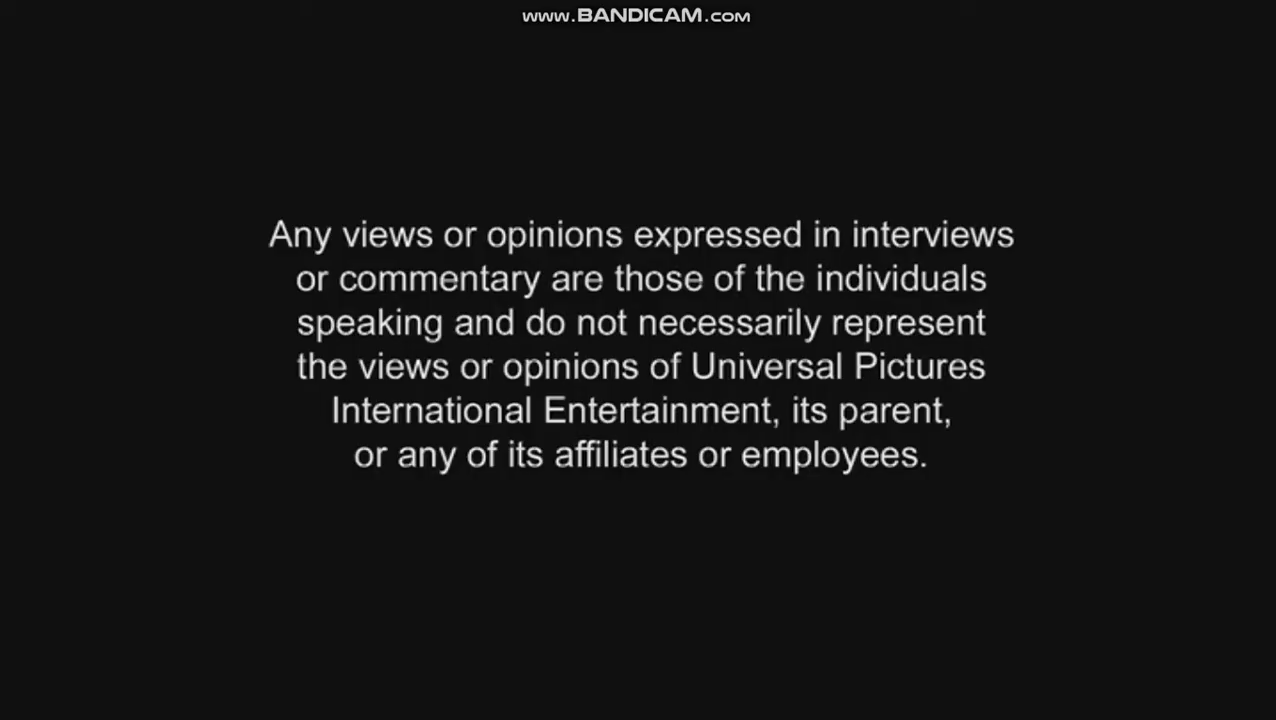 www.BANDICAM.com
Any views or opinions expressed in interviews
or commentary are those of the individuals
speaking and do not necessarily represent
the views or opinions of Universal Pictures
International Entertainment, its parent,
or any of its affiliates or employees.